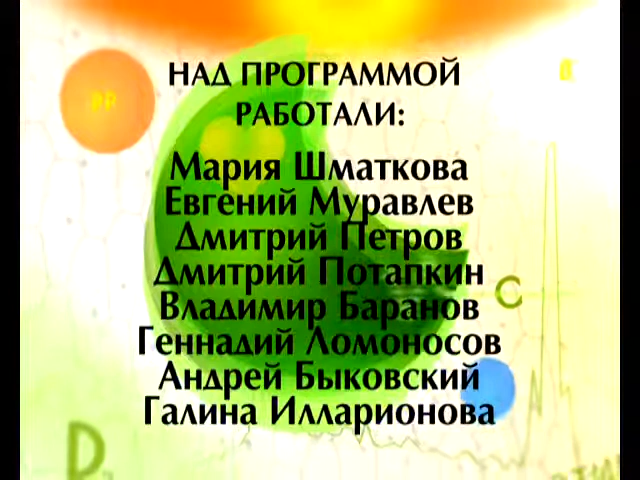 НАД ПРОГРАММОЙ
РАБОТАЛИ:
Мария Шматкова
Евгений Муравлев
Дмитрий Петров
Дмитрий Потапкин
Владимир Баранов
Геннадий Ломоносов
Андрей Быковский
Галина Илларионова
С
Р